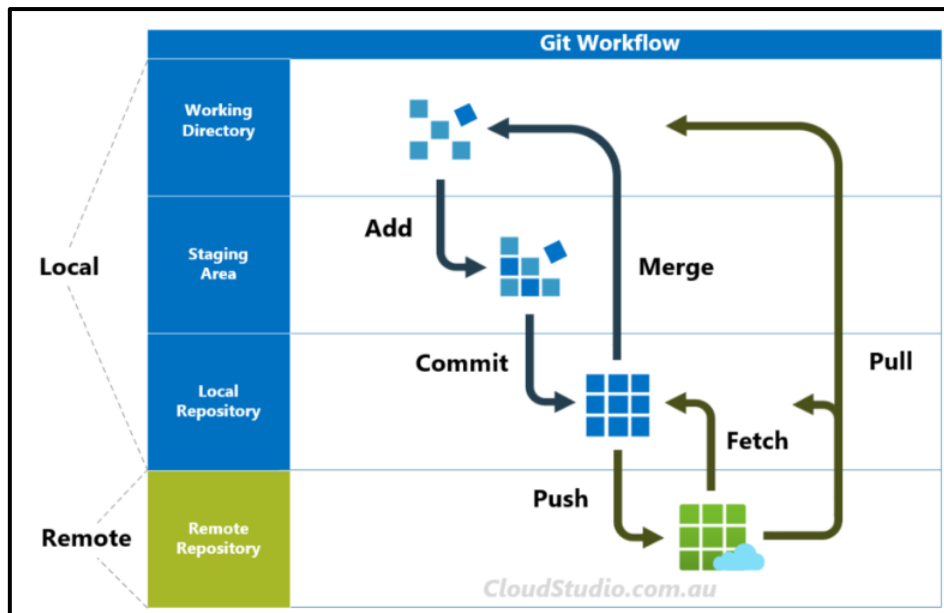 Git Workflow
Working
Directory
Add
Local
Staging
Area
Merge
Commit
Pull
Local
Repository
Fetch
Push
Remote
Remote
Repository
CloudStudio.com.au